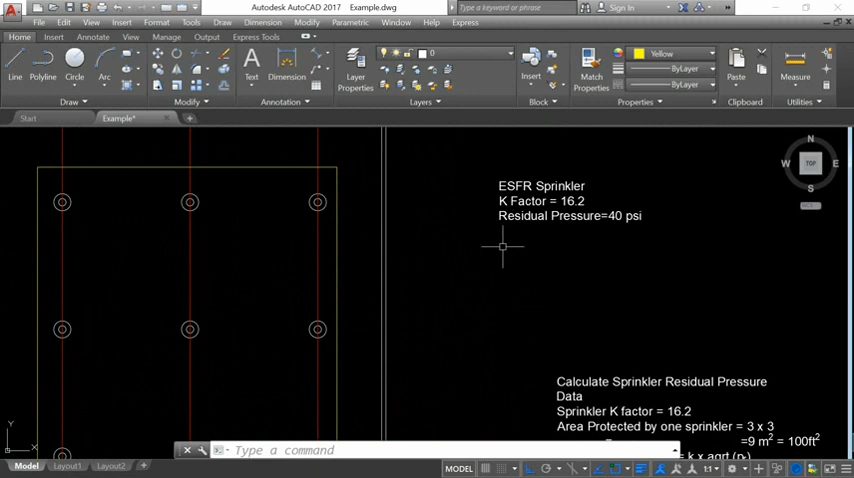 Autodesk AutoCAD 2017 Example.dwg
Type a keyword or phrase
Sign In
File Edit View Insert Format Tools Draw Dimension Modify Parametric Window Help Express
Home Insert Annotate View Manage Output Express Tools
Line Polyline Circle Arc
Text Dimension
Layer Properties
0
Insert
Match Properties
Yellow
ByLayer
ByLayer
Paste
Measure
Draw Modify Annotation Layers Block Properties Clipboard Utilities
Start Example*
N
W TOP E
S
ESFR Sprinkler
K Factor = 16.2
Residual Pressure=40 psi
Calculate Sprinkler Residual Pressure
Data
Sprinkler K factor = 16.2
Area Protected by one sprinkler = 3 x 3
=9 m² = 100ft²
Y
X
Type a command
Model Layout1 Layout2
MODEL
1:1